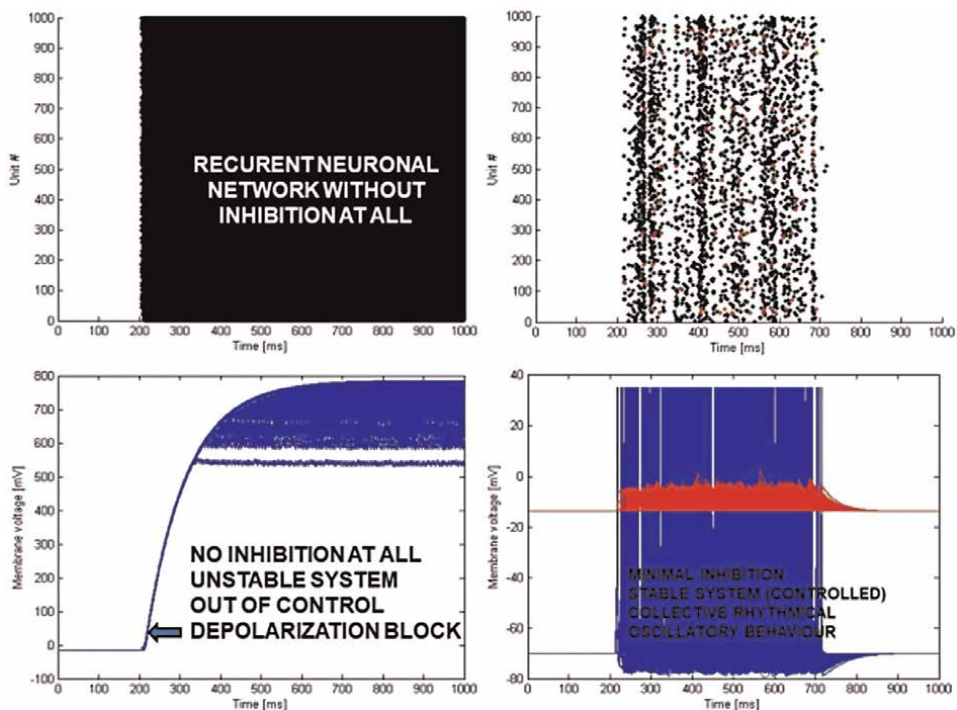 1000
900
800
700
600
500
400
300
200
100
0
Unit #
RECURENT NEURONAL
NETWORK WITHOUT
INHIBITION AT ALL
0 100 200 300 400 500 600 700 800 900 1000
Time [ms]
1000
900
800
700
600
500
400
300
200
100
0
Unit #
0 100 200 300 400 500 600 700 800 900 1000
Time [ms]
800
700
600
500
400
300
200
100
0
-100
Membrane voltage [mV]
NO INHIBITION AT ALL
UNSTABLE SYSTEM
OUT OF CONTROL
DEPOLARIZATION BLOCK
0 100 200 300 400 500 600 700 800 900 1000
Time [ms]
40
20
0
-20
-40
-60
-80
Membrane voltage [mV]
MINIMAL INHIBITION
STABLE SYSTEM (CONTROLLED)
COLLECTIVE RHYTHMICAL
OSCILLATORY BEHAVIOUR
0 100 200 300 400 500 600 700 800 900 1000
Time [ms]